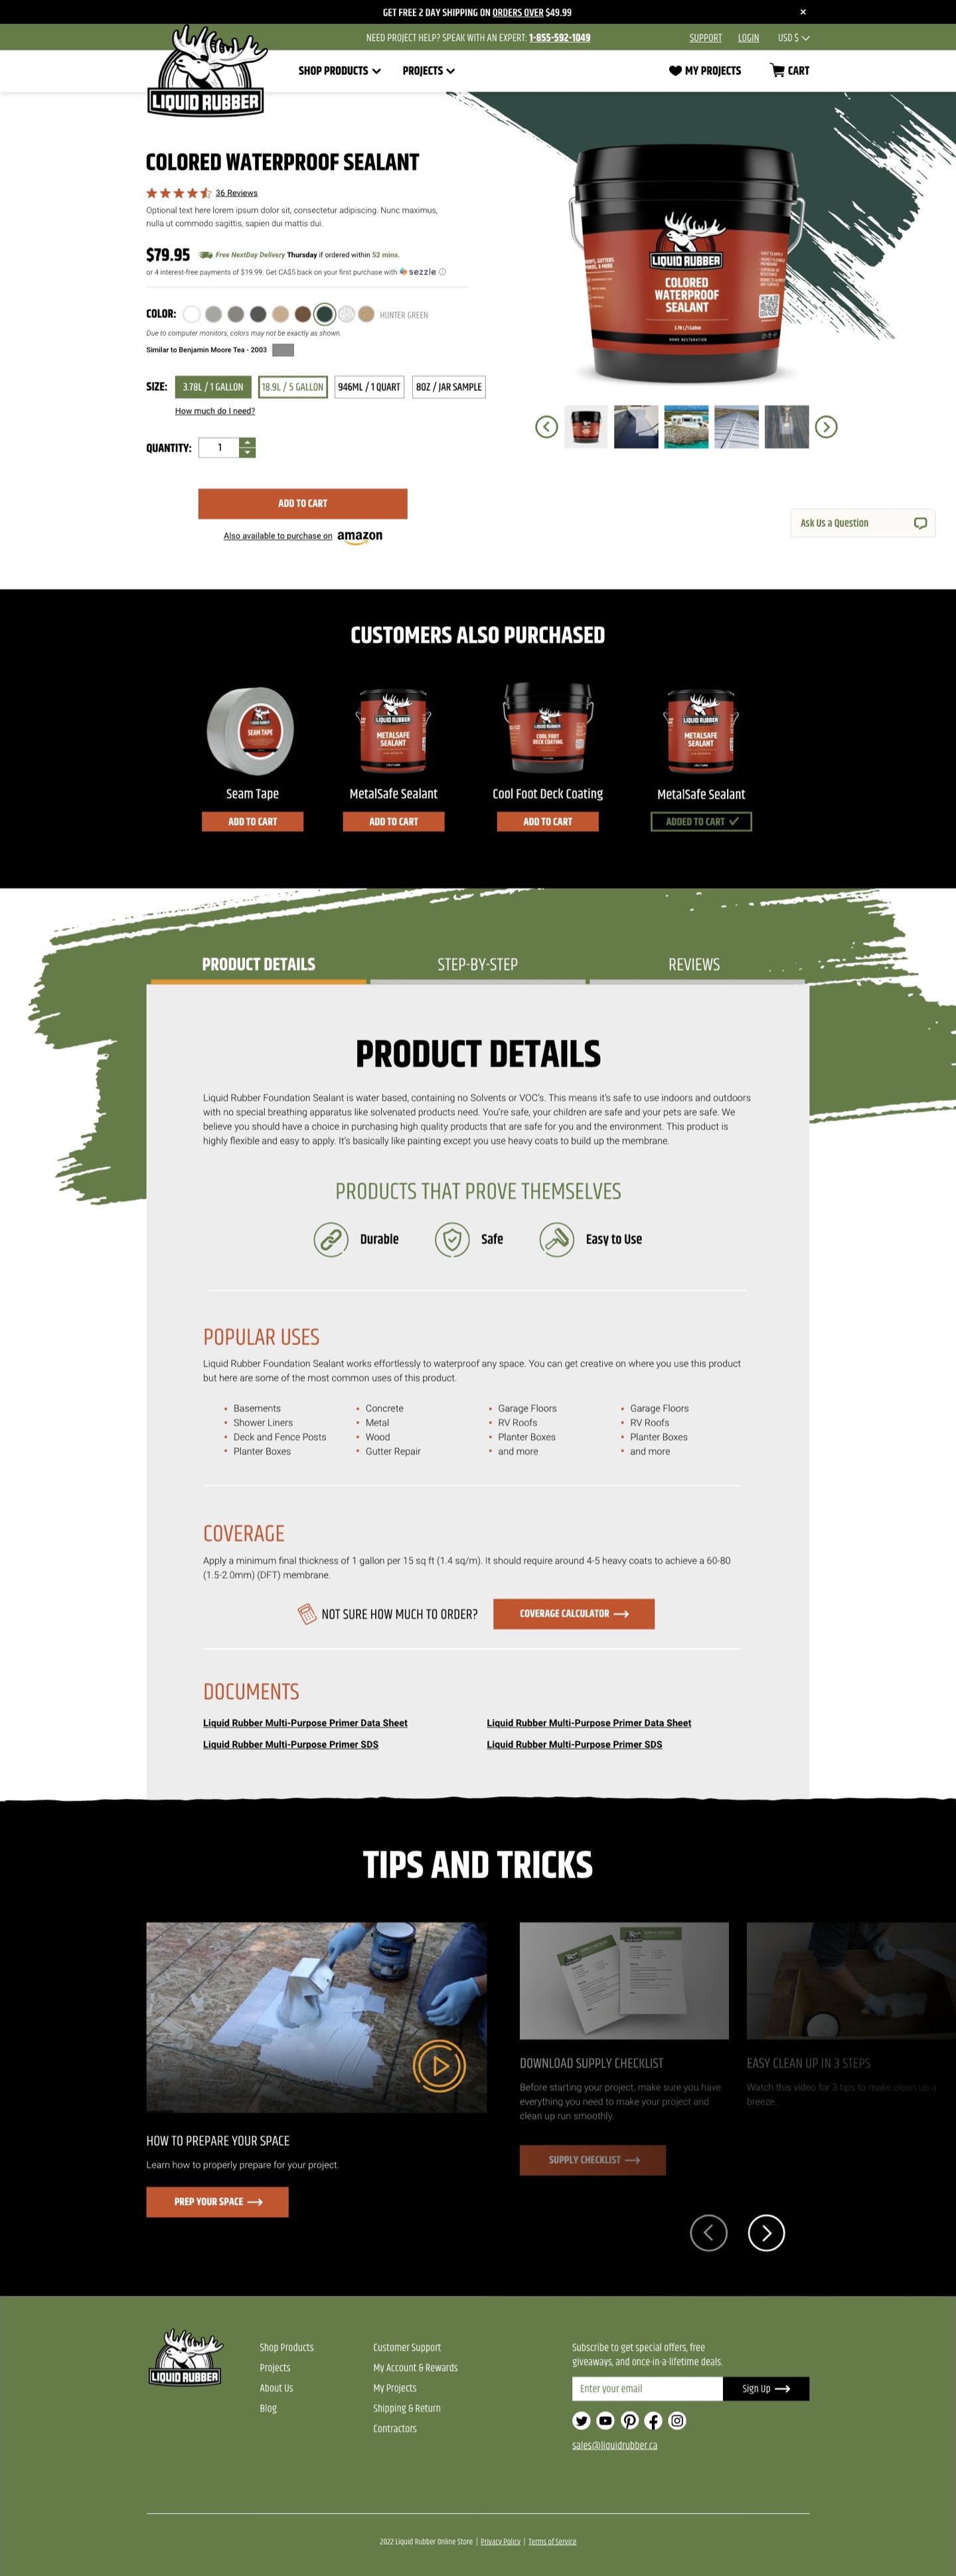 GET FREE 2 DAY SHIPPING ON ORDERS OVER $49.99
NEED PROJECT HELP? SPEAK WITH AN EXPERT: 1-855-592-1049
SUPPORT
LOGIN
USD $
LIQUID RUBBER
SHOP PRODUCTS
PROJECTS
MY PROJECTS
CART
COLORED WATERPROOF SEALANT
36 Reviews
Optional text here lorem ipsum dolor sit, consectetur adipiscing. Nunc maximus,
nulla ut commodo sagittis, sapien dui mattis dui.
$79.95
Free NextDay Delivery Thursday if ordered within 52 mins.
or 4 interest-free payments of $19.99. Get CA$5 back on your first purchase with sezzle
COLOR:
HUNTER GREEN
Due to computer monitors, colors may not be exactly as shown.
Similar to Benjamin Moore Tea - 2003
SIZE:
3.78L / 1 GALLON
18.9L / 5 GALLON
946ML / 1 QUART
8OZ / JAR SAMPLE
How much do I need?
QUANTITY:
1
ADD TO CART
Also available to purchase on amazon
LIQUID RUBBER
COLORED
WATERPROOF
SEALANT
3.78 L / 1 Gallon
HOME RESTORATION
Ask Us a Question
CUSTOMERS ALSO PURCHASED
LIQUID RUBBER
SEAM TAPE
LIQUID RUBBER
METALSAFE
SEALANT
LIQUID RUBBER
COOL FOOT
DECK COATING
LIQUID RUBBER
METALSAFE
SEALANT
Seam Tape
MetalSafe Sealant
Cool Foot Deck Coating
MetalSafe Sealant
ADD TO CART
ADD TO CART
ADD TO CART
ADDED TO CART
PRODUCT DETAILS
STEP-BY-STEP
REVIEWS
PRODUCT DETAILS
Liquid Rubber Foundation Sealant is water based, containing no Solvents or VOC's. This means it's safe to use indoors and outdoors
with no special breathing apparatus like solvenated products need. You're safe, your children are safe and your pets are safe. We
believe you should have a choice in purchasing high quality products that are safe for you and the environment. This product is
highly flexible and easy to apply. It's basically like painting except you use heavy coats to build up the membrane.
PRODUCTS THAT PROVE THEMSELVES
Durable
Safe
Easy to Use
POPULAR USES
Liquid Rubber Foundation Sealant works effortlessly to waterproof any space. You can get creative on where you use this product
but here are some of the most common uses of this product.
• Basements
• Shower Liners
• Deck and Fence Posts
• Planter Boxes
• Concrete
• Metal
• Wood
• Gutter Repair
• Garage Floors
• RV Roofs
• Planter Boxes
• and more
• Garage Floors
• RV Roofs
• Planter Boxes
• and more
COVERAGE
Apply a minimum final thickness of 1 gallon per 15 sq ft (1.4 sq/m). It should require around 4-5 heavy coats to achieve a 60-80
(1.5-2.0mm) (DFT) membrane.
NOT SURE HOW MUCH TO ORDER?
COVERAGE CALCULATOR
DOCUMENTS
Liquid Rubber Multi-Purpose Primer Data Sheet
Liquid Rubber Multi-Purpose Primer SDS
Liquid Rubber Multi-Purpose Primer Data Sheet
Liquid Rubber Multi-Purpose Primer SDS
TIPS AND TRICKS
HOW TO PREPARE YOUR SPACE
Learn how to properly prepare for your project.
PREP YOUR SPACE
DOWNLOAD SUPPLY CHECKLIST
Before starting your project, make sure you have
everything you need to make your project and
clean up run smoothly.
SUPPLY CHECKLIST
EASY CLEAN UP IN 3 STEPS
Watch this video for 3 tips to make clean up a
breeze.
LIQUID RUBBER
Shop Products
Projects
About Us
Blog
Customer Support
My Account & Rewards
My Projects
Shipping & Return
Contractors
Subscribe to get special offers, free
giveaways, and once-in-a-lifetime deals.
Enter your email
Sign Up
sales@liquidrubber.ca
2022 Liquid Rubber Online Store | Privacy Policy | Terms of Service